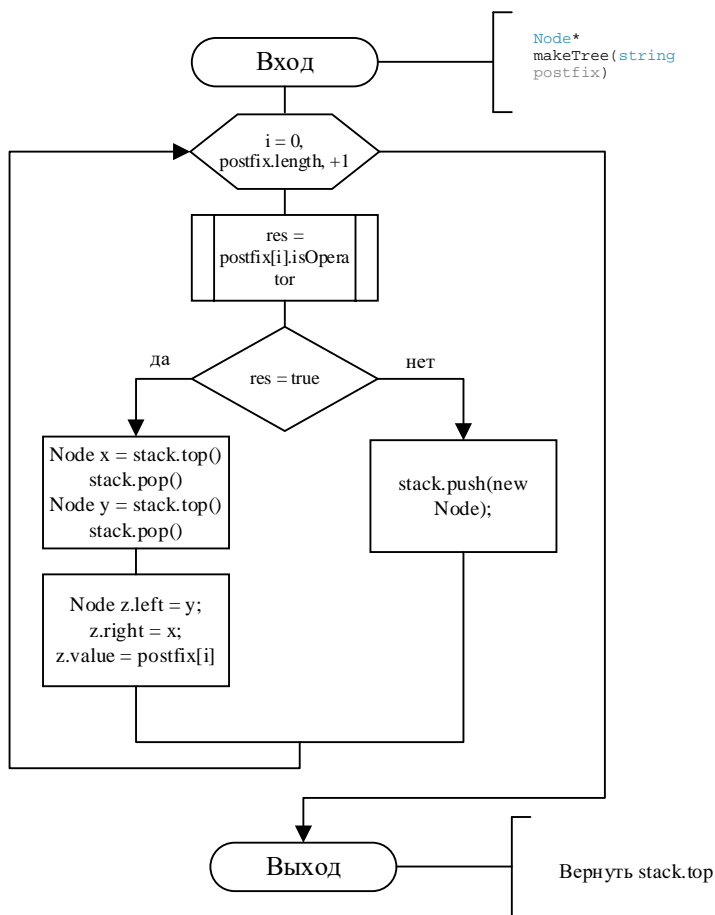 Вход
Node*
makeTree(string
postfix)
i = 0,
postfix.length, +1
res =
postfix[i].isOpera
tor
да
res = true
нет
Node x = stack.top()
stack.pop()
Node y = stack.top()
stack.pop()
stack.push(new
Node);
Node z.left = y;
z.right = x;
z.value = postfix[i]
Выход
Вернуть stack.top